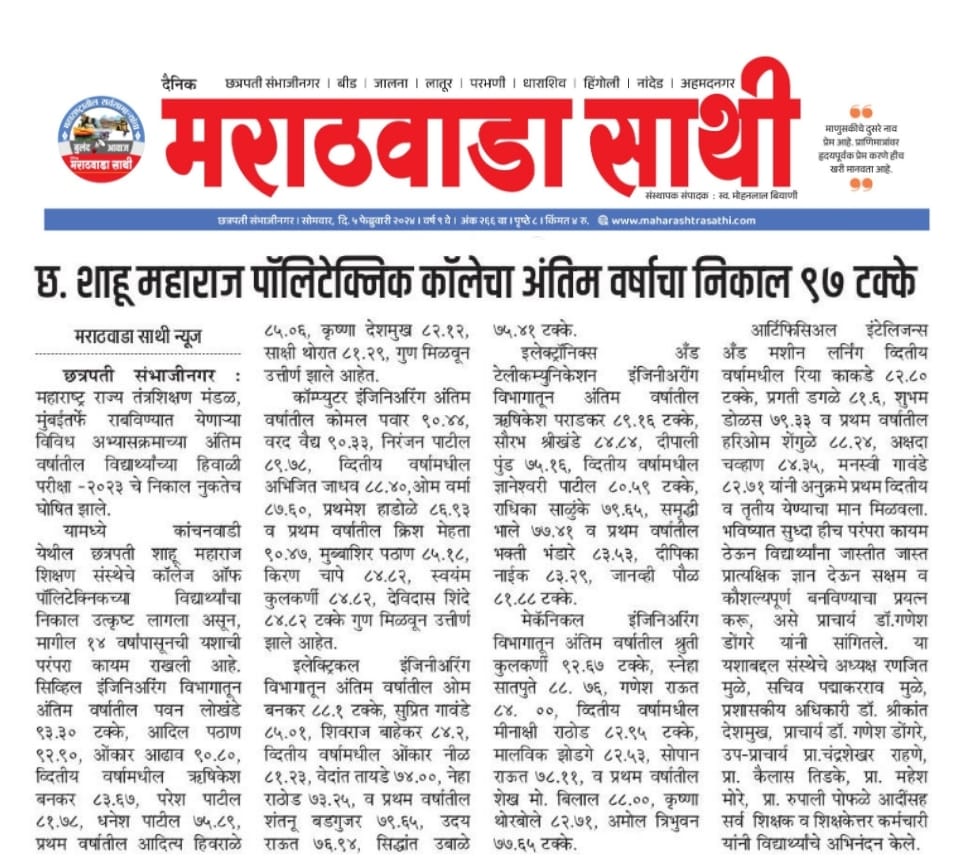 दैनिक
छत्रपती संभाजीनगर । बीड । जालना । लातूर । परभणी । धाराशिव । हिंगोली । नांदेड । अहमदनगर
मराठवाडा साथी
बुलंद आवाज
मराठवाडा साथी
माणुसकीचे दुसरे नाव
प्रेम आहे. प्राणिमात्रांवर
हृदयपूर्वक प्रेम करणे हीच
खरी मानवता आहे.
संस्थापक संपादक : स्व. मोहनलाल बियाणी
छत्रपती संभाजीनगर । सोमवार, दि. ५ फेब्रुवारी २०२४ । वर्ष ९ वे । अंक २६६ वा । पृष्ठे ८ । किंमत ४ रु. www.maharashtrasathi.com
छ. शाहू महाराज पॉलिटेक्निक कॉलेचा अंतिम वर्षाचा निकाल ९७ टक्के
मराठवाडा साथी न्यूज
छत्रपती संभाजीनगर :
महाराष्ट्र राज्य तंत्रशिक्षण मंडळ,
मुंबईतर्फे राबविण्यात येणाऱ्या
विविध अभ्यासक्रमाच्या अंतिम
वर्षातील विद्यार्थ्यांच्या हिवाळी
परीक्षा -२०२३ चे निकाल नुकतेच
घोषित झाले.
यामध्ये कांचनवाडी
येथील छत्रपती शाहू महाराज
शिक्षण संस्थेचे कॉलेज ऑफ
पॉलिटेक्निकच्या विद्यार्थ्यांचा
निकाल उत्कृष्ट लागला असून,
मागील १४ वर्षापासूनची यशाची
परंपरा कायम राखली आहे.
सिव्हिल इंजिनिअरिंग विभागातून
अंतिम वर्षातील पवन लोखंडे
९३.३० टक्के, आदिल पठाण
९२.९०, ओंकार आढाव ९०.८०,
व्दितीय वर्षामधील ऋषिकेश
बनकर ८३.६७, परेश पाटील
८१.७८, धनेश पाटील ७५.८९,
प्रथम वर्षातील आदित्य हिवराळे
८५.०६, कृष्णा देशमुख ८२.१२,
साक्षी थोरात ८१.२९, गुण मिळवून
उत्तीर्ण झाले आहेत.
कॉम्प्युटर इंजिनिअरिंग अंतिम
वर्षातील कोमल पवार ९०.४४,
वरद वैद्य ९०.३३, निरंजन पाटील
८९.७८, व्दितीय वर्षामधील
अभिजित जाधव ८८.४०,ओम वर्मा
८७.६०, प्रथमेश हाडोळे ८६.९३
व प्रथम वर्षातील क्रिश मेहता
९०.४७, मुब्बाशिर पठाण ८५.१८,
किरण चापे ८४.८२, स्वयंम
कुलकर्णी ८४.८२, देविदास शिंदे
८४.८२ टक्के गुण मिळवून उत्तीर्ण
झाले आहेत.
इलेक्ट्रिकल इंजिनीअरिंग
विभागातून अंतिम वर्षातील ओम
बनकर ८८.१ टक्के, सुप्रित गावंडे
८५.०१, शिवराज बाहेकर ८४.२,
व्दितीय वर्षामधील ओंकार नीळ
८१.२३, वेदांत तायडे ७४.००, नेहा
राठोड ७३.२५, व प्रथम वर्षातील
शंतनू बडगुजर ७९.६५, उदय
राऊत ७६.९४, सिद्धांत उबाळे
७५.४१ टक्के.
इलेक्ट्रॉनिक्स अँड
टेलीकम्युनिकेशन इंजिनीअरींग
विभागातून अंतिम वर्षातील
ऋषिकेश पराडकर ८९.१६ टक्के,
सौरभ श्रीखंडे ८४.८४, दीपाली
पुंड ७५.१६, व्दितीय वर्षामधील
ज्ञानेश्वरी पाटील ८०.५९ टक्के,
राधिका साळुंके ७९.६५, समृद्धी
भाले ७७.४१ व प्रथम वर्षातील
भक्ती भंडारे ८३.५३, दीपिका
नाईक ८३.२९, जानव्ही पौळ
८१.८८ टक्के.
मेकॅनिकल इंजिनिअरिंग
विभागातून अंतिम वर्षातील श्रुती
कुलकर्णी ९२.६७ टक्के, स्नेहा
सातपुते ८८. ७६, गणेश राऊत
८४. ००, व्दितीय वर्षामधील
मीनाक्षी राठोड ८२.९५ टक्के,
मालविक झोडगे ८२.५३, सोपान
राऊत ७८.११, व प्रथम वर्षातील
शेख मो. बिलाल ८८.००, कृष्णा
थोरबोले ८२.७१, अमोल त्रिभुवन
७७.६५ टक्के.
आर्टिफिसिअल इंटेलिजन्स
अँड मशीन लर्निंग व्दितीय
वर्षामधील रिया काकडे ८२.८०
टक्के, प्रगती डगळे ८१.६, शुभम
डोळस ७९.३३ व प्रथम वर्षातील
हरिओम शेंगुळे ८८.२४, अक्षदा
चव्हाण ८४.३५, मनस्वी गावंडे
८२.७१ यांनी अनुक्रमे प्रथम व्दितीय
व तृतीय येण्याचा मान मिळवला.
भविष्यात सुध्दा हीच परंपरा कायम
ठेऊन विद्यार्थ्यांना जास्तीत जास्त
प्रात्यक्षिक ज्ञान देऊन सक्षम व
कौशल्यपूर्ण बनविण्याचा प्रयत्न
करू, असे प्राचार्य डॉ.गणेश
डोंगरे यांनी सांगितले. या
यशाबद्दल संस्थेचे अध्यक्ष रणजित
मुळे, सचिव पद्माकरराव मुळे,
प्रशासकीय अधिकारी डॉ. श्रीकांत
देशमुख, प्राचार्य डॉ. गणेश डोंगरे,
उप-प्राचार्य प्रा.चंद्रशेखर राहणे,
प्रा. कैलास तिडके, प्रा. महेश
मोरे, प्रा. रुपाली पोफळे आदींसह
सर्व शिक्षक व शिक्षकेत्तर कर्मचारी
यांनी विद्यार्थ्यांचे अभिनंदन केले.